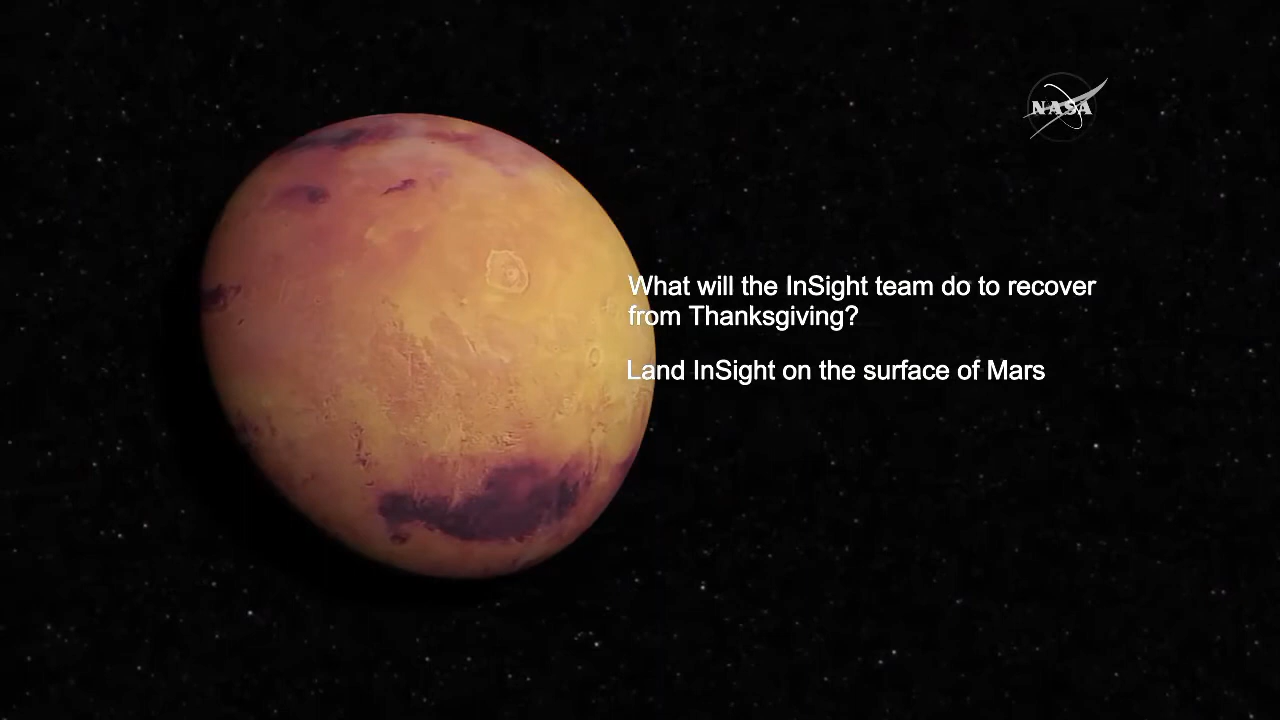 NASA
What will the InSight team do to recover
from Thanksgiving?
Land InSight on the surface of Mars